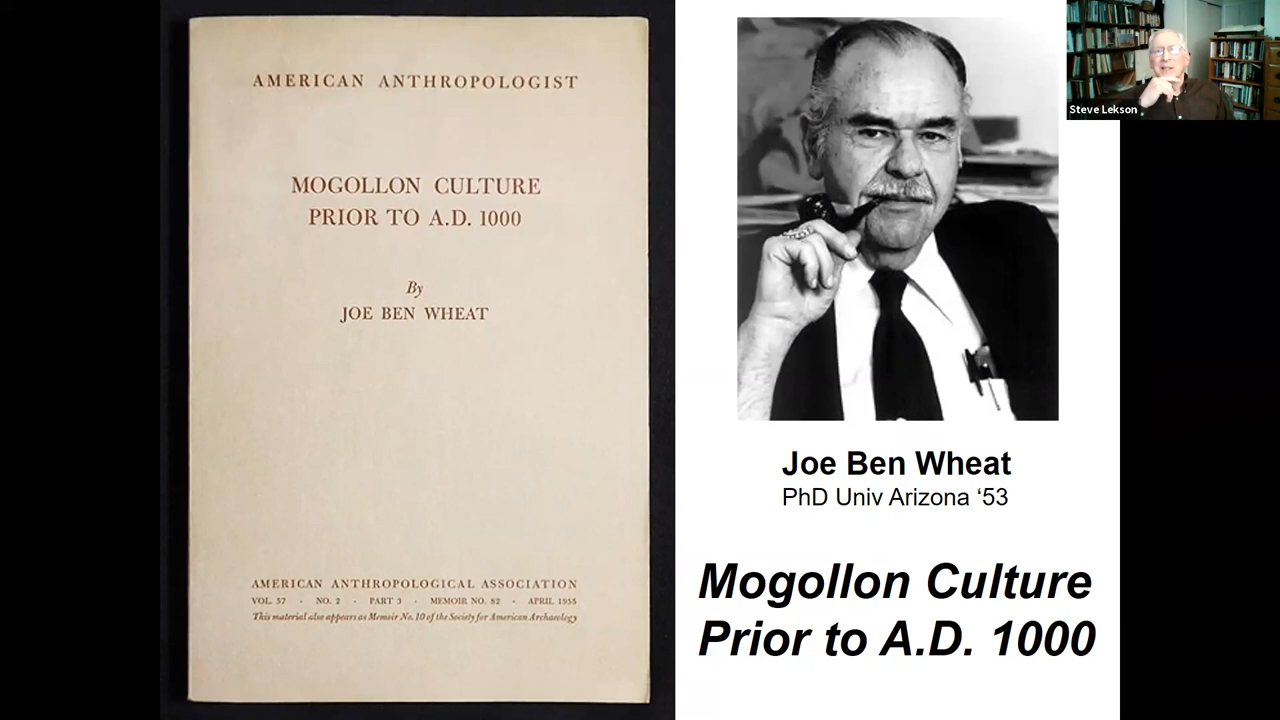 AMERICAN ANTHROPOLOGIST
MOGOLLON CULTURE
PRIOR TO A.D. 1000
By
JOE BEN WHEAT
AMERICAN ANTHROPOLOGICAL ASSOCIATION
VOL. 57 · NO. 2 · PART 3 · MEMOIR NO. 82 · APRIL 1955
This material also appears as Memoir No. 10 of the Society for American Archaeology
Steve Lekson
Joe Ben Wheat
PhD Univ Arizona ‘53
Mogollon Culture
Prior to A.D. 1000